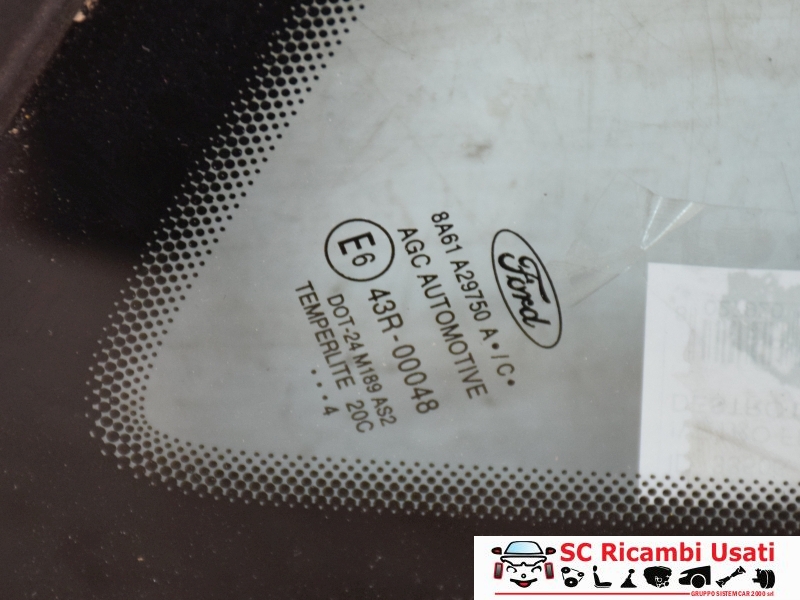 Ford
8A61 A29750 A•/C•
AGC AUTOMOTIVE
E6 43R-00048
DOT-24 M189 AS2
TEMPERLITE 20C
...4
SC Ricambi Usati
GRUPPO SISTEMCAR 2000 srl